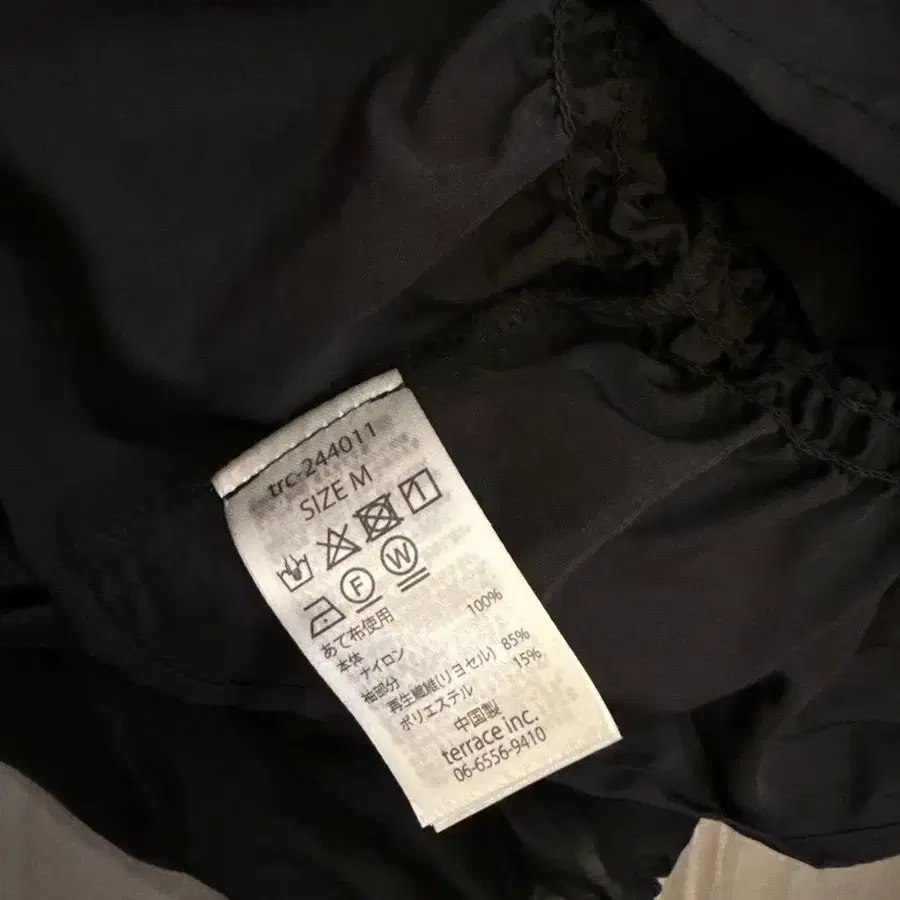 trc-244011
SIZE M
F W
あて布使用
本体
ナイロン 100%
袖部分
再生繊維(リヨセル) 85%
ポリエステル 15%
中国製
terrace inc.
06-6556-9410